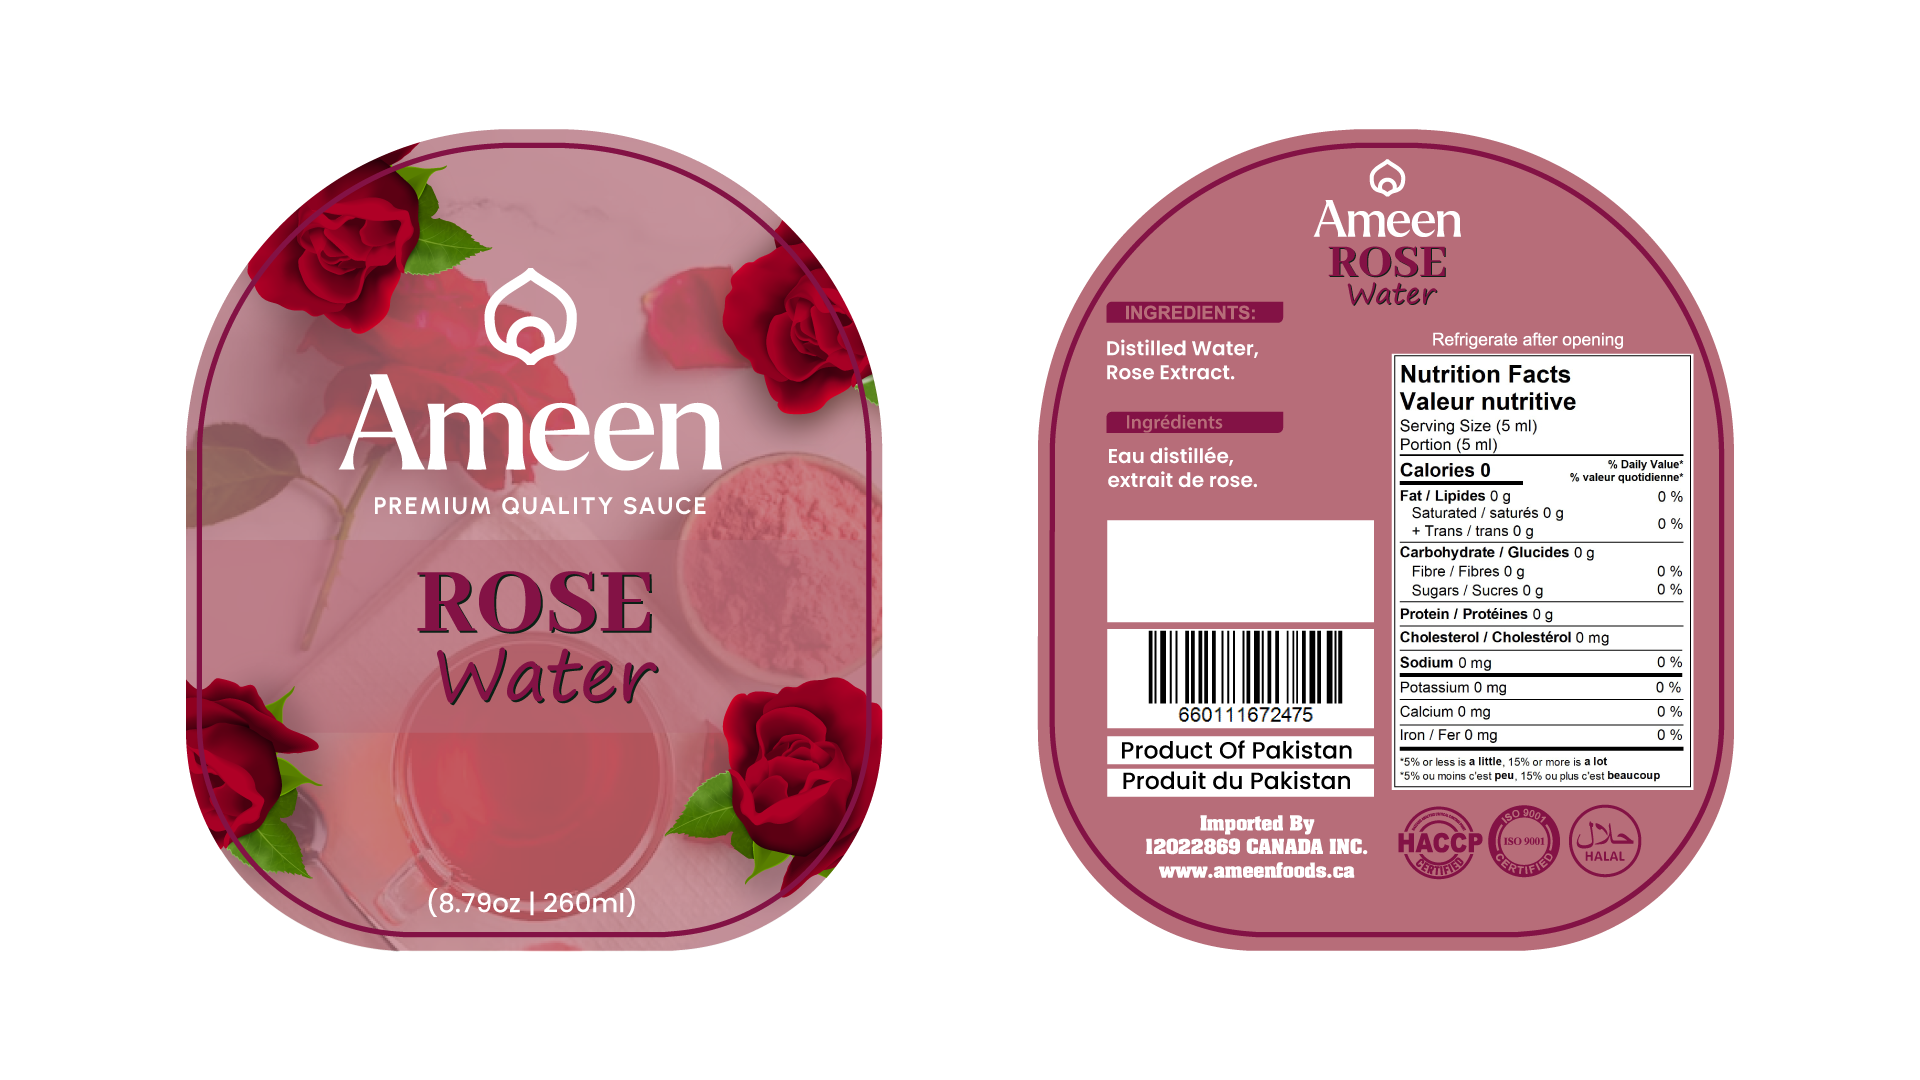 Ameen
PREMIUM QUALITY SAUCE
ROSE
Water
(8.79oz | 260ml)
Ameen
ROSE
Water
INGREDIENTS:
Distilled Water,
Rose Extract.
Ingrédients
Eau distillée,
extrait de rose.
660111672475
Product Of Pakistan
Produit du Pakistan
Imported By
12022869 CANADA INC.
www.ameenfoods.ca
Refrigerate after opening
Nutrition Facts
Valeur nutritive
Serving Size (5 ml)
Portion (5 ml)
Calories 0
% Daily Value*
% valeur quotidienne*
Fat / Lipides 0 g 0 %
Saturated / saturés 0 g
+ Trans / trans 0 g 0 %
Carbohydrate / Glucides 0 g
Fibre / Fibres 0 g 0 %
Sugars / Sucres 0 g 0 %
Protein / Protéines 0 g
Cholesterol / Cholestérol 0 mg
Sodium 0 mg 0 %
Potassium 0 mg 0 %
Calcium 0 mg 0 %
Iron / Fer 0 mg 0 %
*5% or less is a little, 15% or more is a lot
*5% ou moins c'est peu, 15% ou plus c'est beaucoup
HACCP
CERTIFIED
ISO 9001
ISO 9001
CERTIFIED
حلال
HALAL